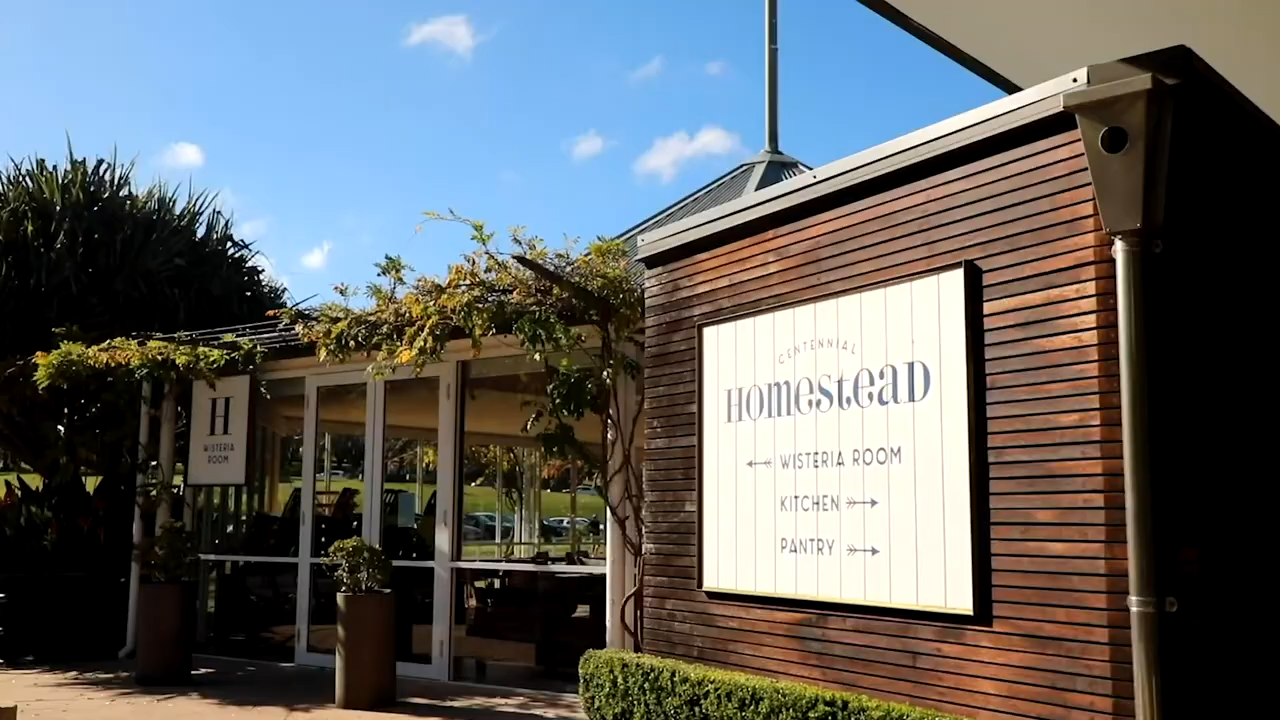 H
WISTERIA
ROOM
CENTENNIAL
HOMESTEAD
WISTERIA ROOM
KITCHEN
PANTRY